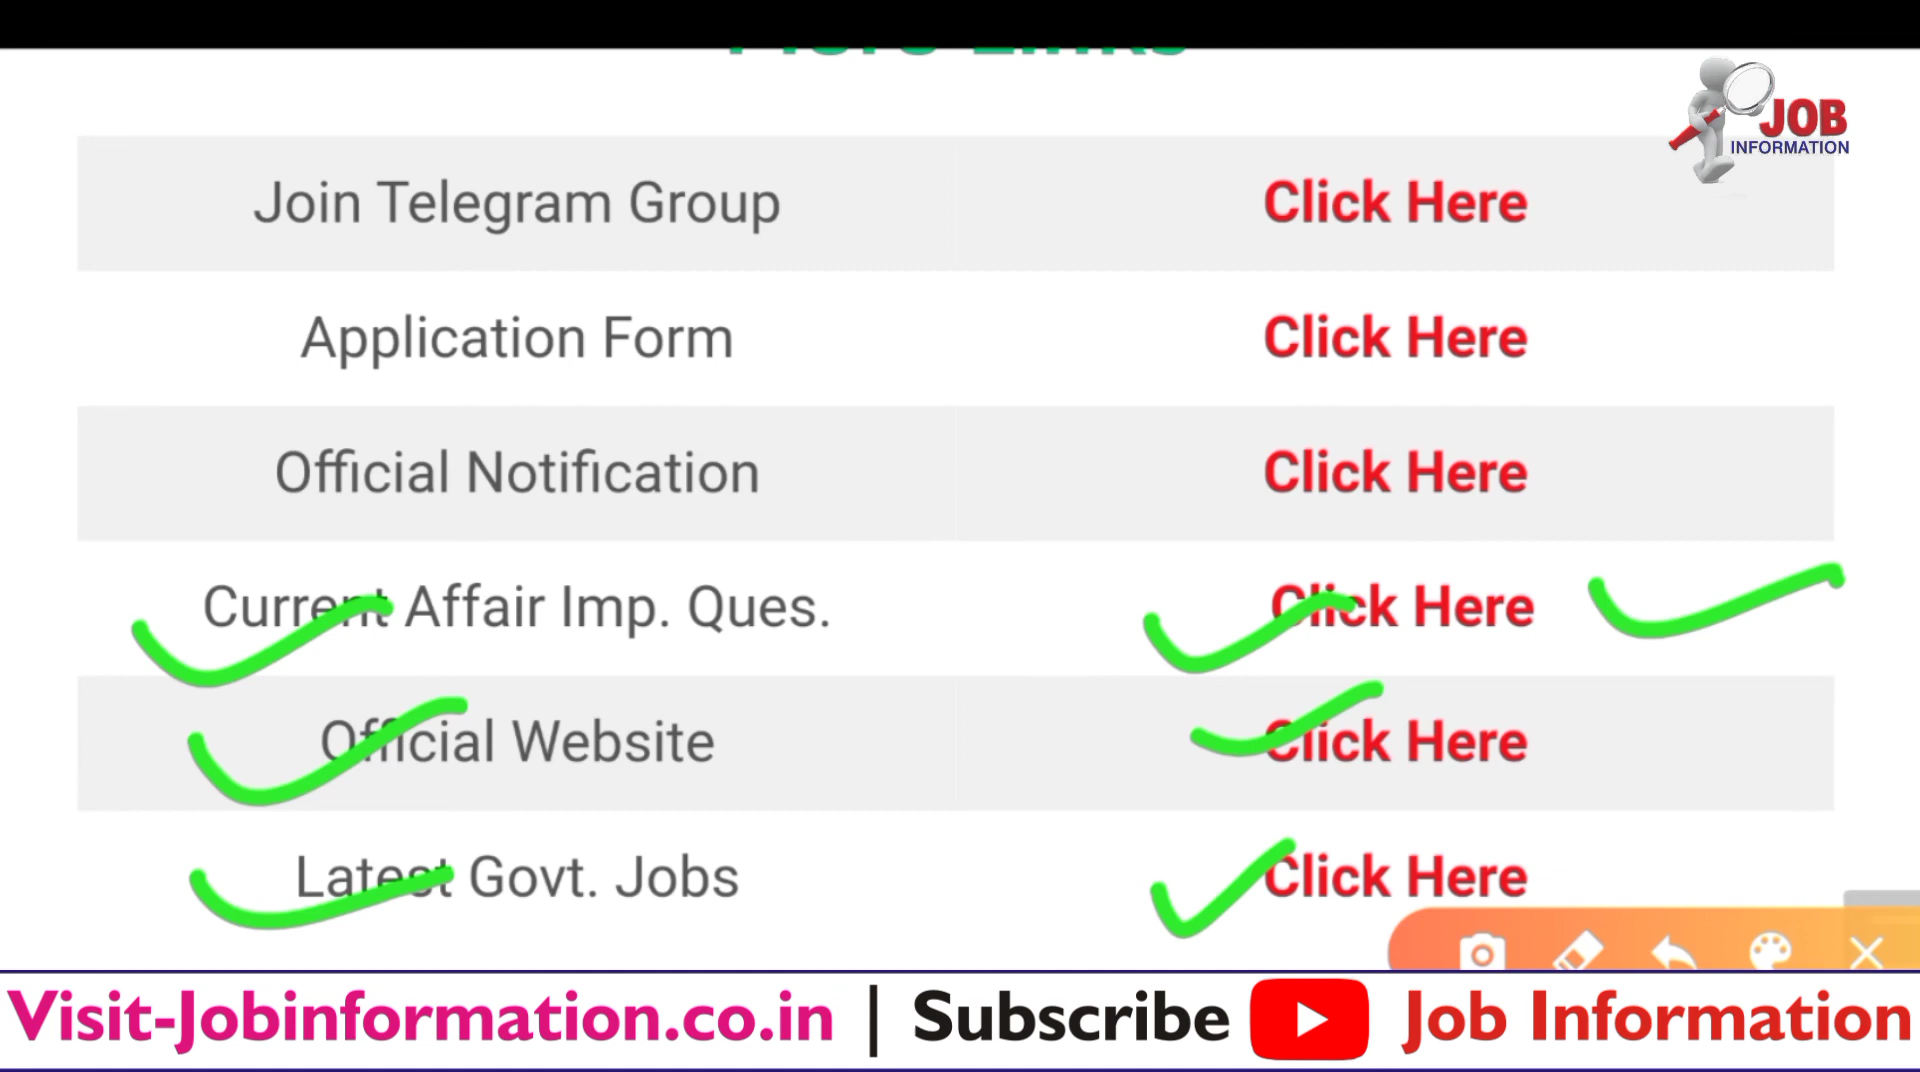 JOB
INFORMATION
Join Telegram Group Click Here
Application Form Click Here
Official Notification Click Here
Current Affair Imp. Ques. Click Here
Official Website Click Here
Latest Govt. Jobs Click Here
Visit-Jobinformation.co.in | Subscribe Job Information